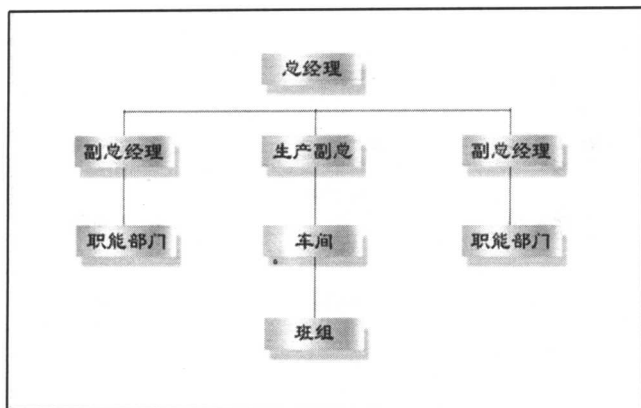 总经理
副总经理
生产副总
副总经理
职能部门
车间
职能部门
班组